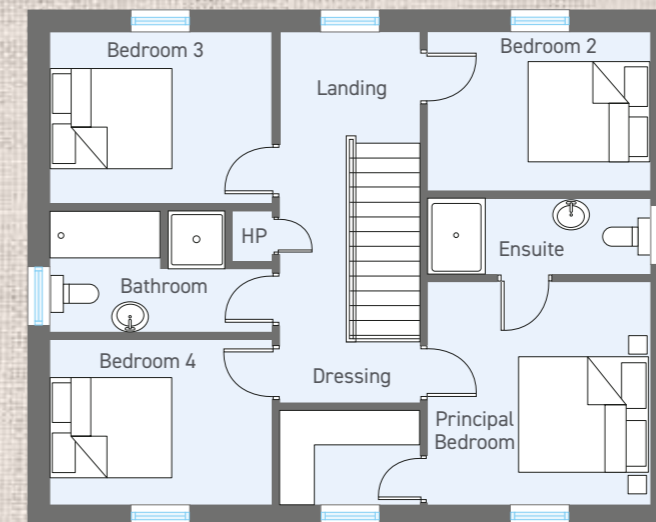 Bedroom 3
Bedroom 2
Landing
HP
Ensuite
Bathroom
Bedroom 4
Dressing
Principal
Bedroom